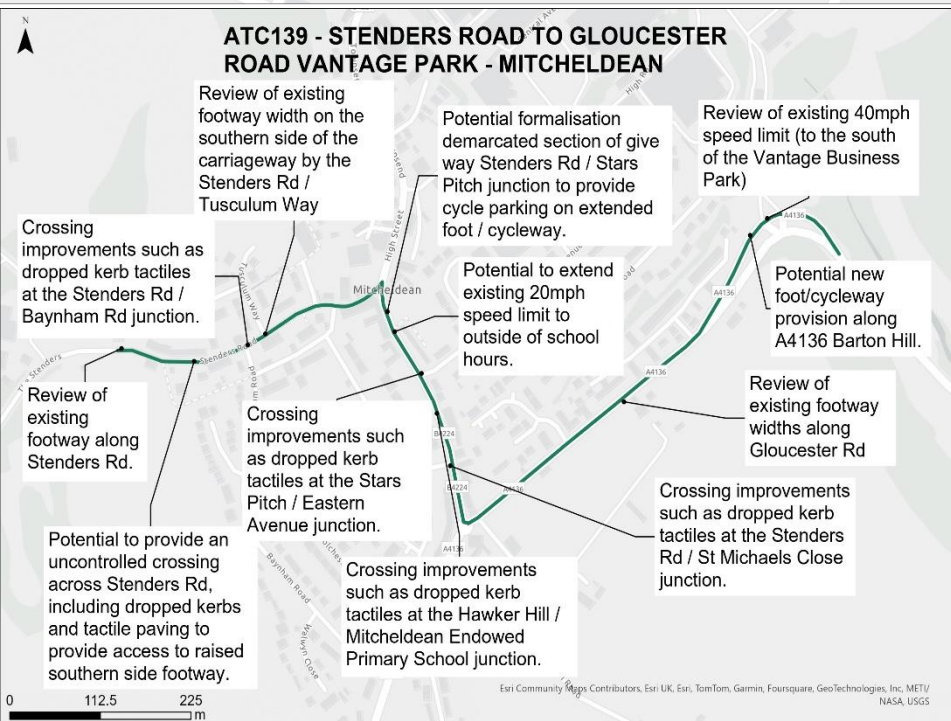 N
ATC139 - STENDERS ROAD TO GLOUCESTER
ROAD VANTAGE PARK - MITCHELDEAN
Review of existing
footway width on the
southern side of the
carriageway by the
Stenders Rd /
Tusculum Way
Potential formalisation
demarcated section of give
way Stenders Rd / Stars
Pitch junction to provide
cycle parking on extended
foot / cycleway.
Review of existing 40mph
speed limit (to the south
of the Vantage Business
Park)
Crossing
improvements such as
dropped kerb tactiles
at the Stenders Rd /
Baynham Rd junction.
Potential to extend
existing 20mph
speed limit to
outside of school
hours.
Potential new
foot/cycleway
provision along
A4136 Barton Hill.
Review of
existing
footway along
Stenders Rd.
Crossing
improvements such
as dropped kerb
tactiles at the Stars
Pitch / Eastern
Avenue junction.
Review of
existing footway
widths along
Gloucester Rd
Potential to provide an
uncontrolled crossing
across Stenders Rd,
including dropped kerbs
and tactile paving to
provide access to raised
southern side footway.
Crossing improvements
such as dropped kerb
tactiles at the Hawker Hill /
Mitcheldean Endowed
Primary School junction.
Crossing improvements
such as dropped kerb
tactiles at the Stenders
Rd / St Michaels Close
junction.
High Street
Mitcheldean
Tusculum Way
Stenders Road
The Stenders
Road
B4224
B4224
A4136
A4136
A4136
A4136
A4136
Baynham Road
Walwyn Close
Road
0 112.5 225
m
Esri Community Maps Contributors, Esri UK, Esri, TomTom, Garmin, Foursquare, GeoTechnologies, Inc, METI/
NASA, USGS